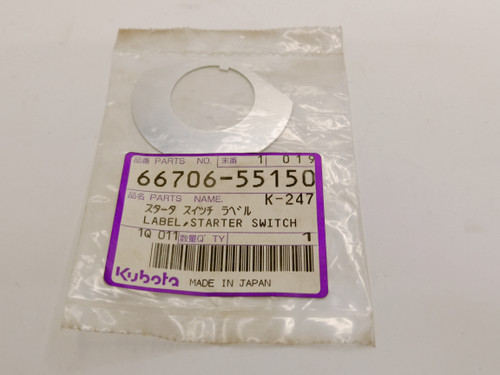 品番 PARTS NO. 末番 1 019
66706-55150
品名 PARTS NAME. K-247
スタータ スイッチ ラベル
LABEL,STARTER SWITCH
1Q 011 数量Q'TY 1
Kubota MADE IN JAPAN